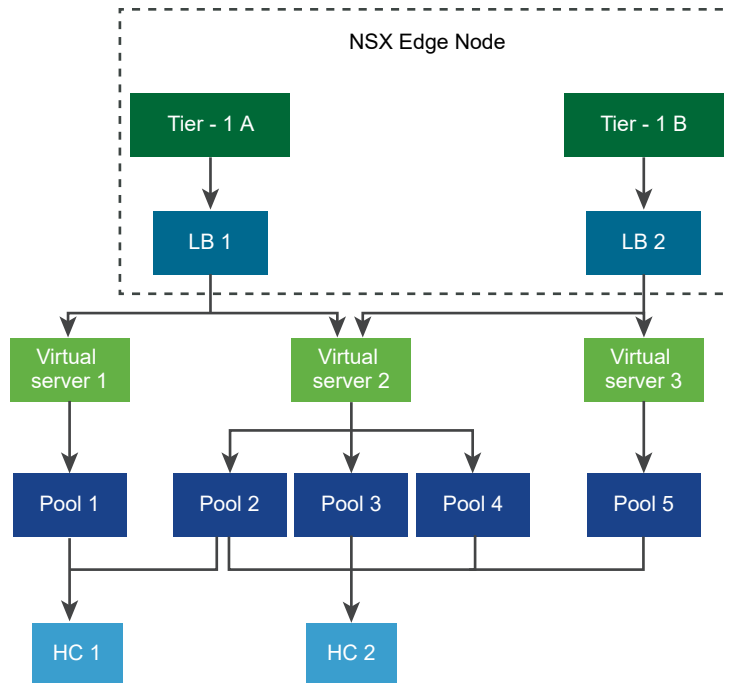 NSX Edge Node
Tier - 1 A
Tier - 1 B
LB 1
LB 2
Virtual
server 1
Virtual
server 2
Virtual
server 3
Pool 1
Pool 2
Pool 3
Pool 4
Pool 5
HC 1
HC 2